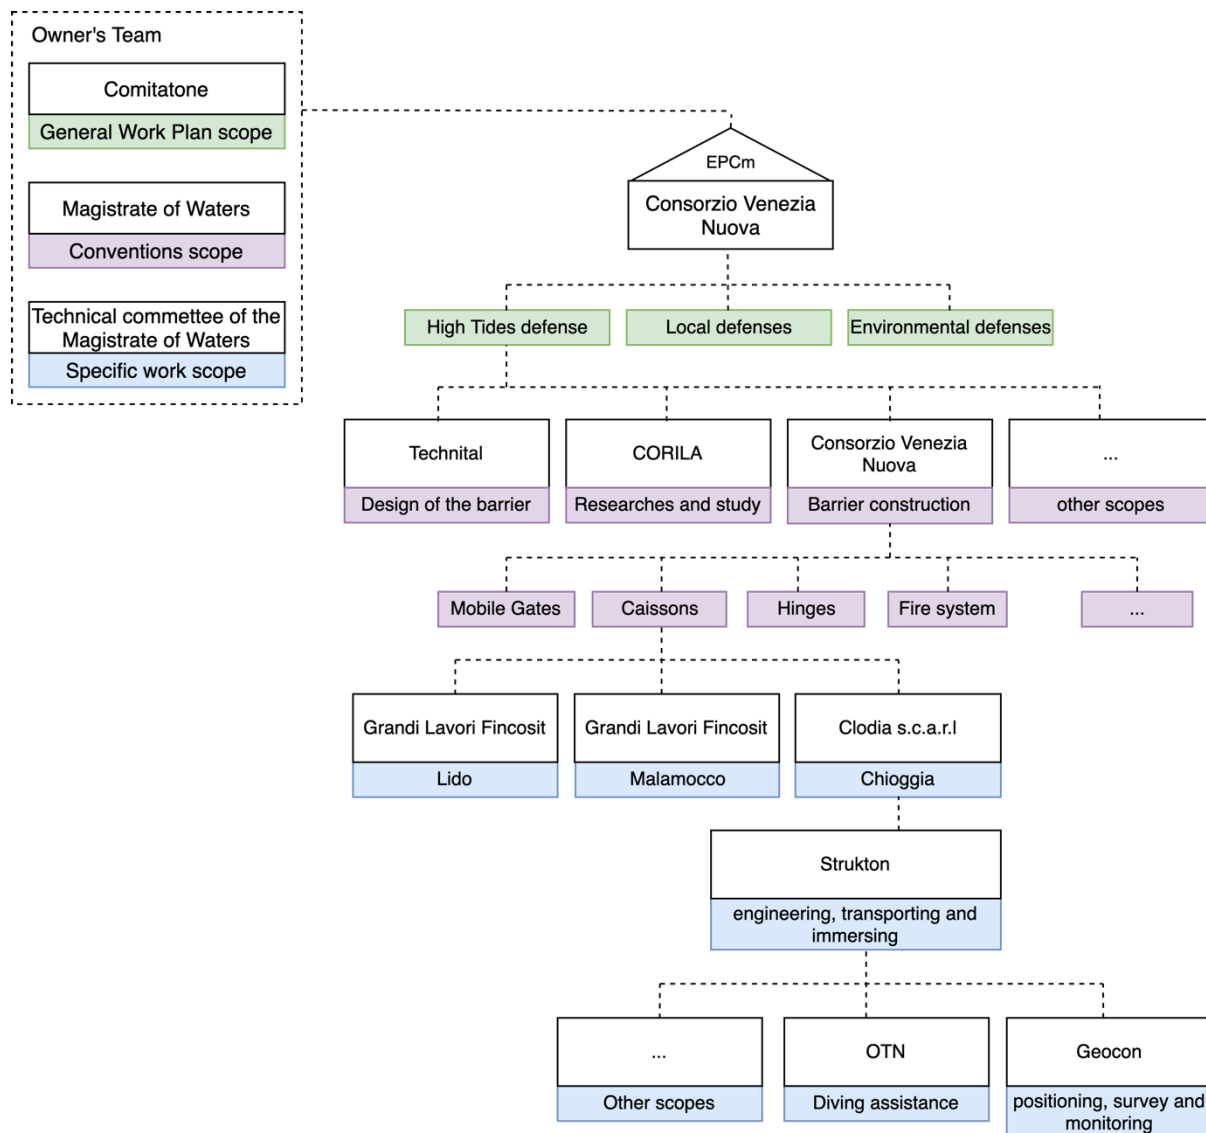 Owner's Team
Comitatone
General Work Plan scope
Magistrate of Waters
Conventions scope
Technical commettee of the
Magistrate of Waters
Specific work scope
EPCm
Consorzio Venezia
Nuova
High Tides defense
Local defenses
Environmental defenses
Technital
Design of the barrier
CORILA
Researches and study
Consorzio Venezia
Nuova
Barrier construction
...
other scopes
Mobile Gates
Caissons
Hinges
Fire system
...
Grandi Lavori Fincosit
Lido
Grandi Lavori Fincosit
Malamocco
Clodia s.c.a.r.l
Chioggia
Strukton
engineering, transporting and
immersing
...
Other scopes
OTN
Diving assistance
Geocon
positioning, survey and
monitoring